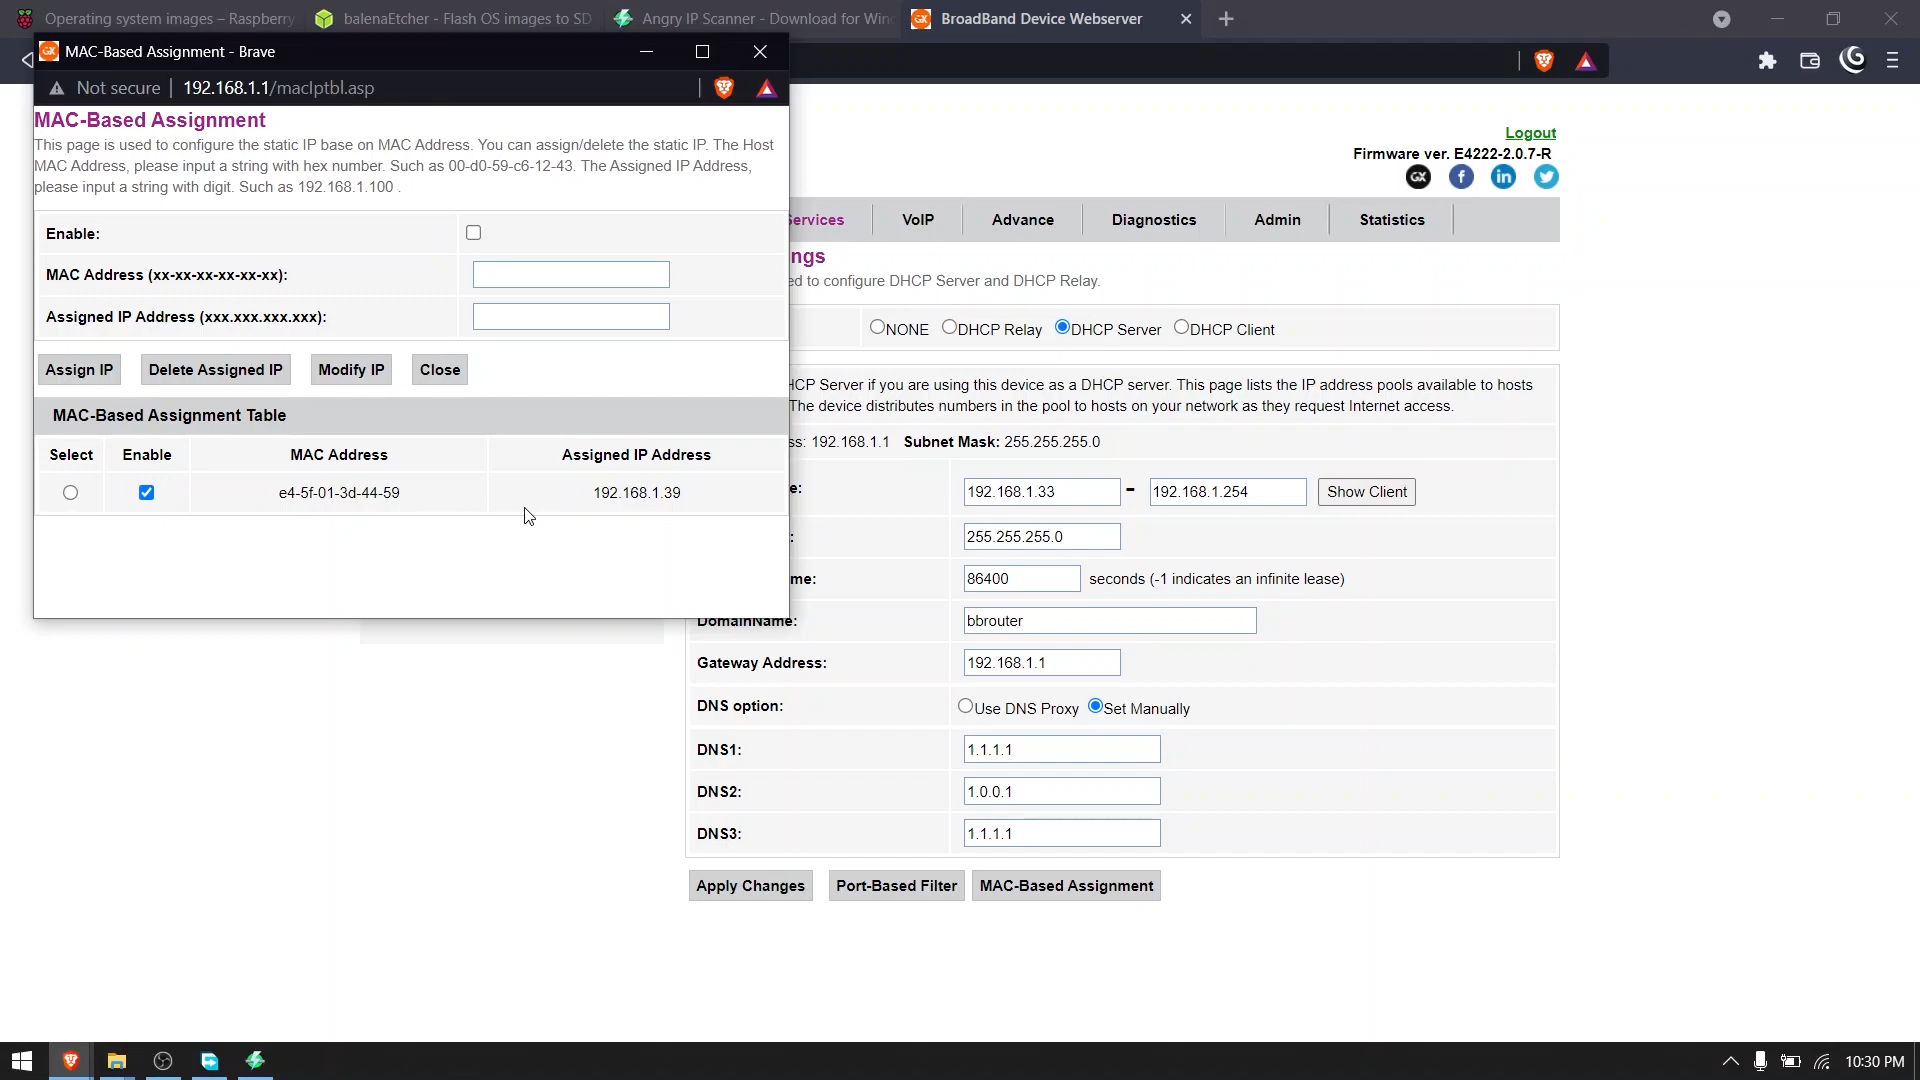 Operating system images – Raspberry
balenaEtcher - Flash OS images to SD
Angry IP Scanner - Download for Win
BroadBand Device Webserver
MAC-Based Assignment - Brave
Not secure
192.168.1.1/macIptbl.asp
MAC-Based Assignment
This page is used to configure the static IP base on MAC Address. You can assign/delete the static IP. The Host
MAC Address, please input a string with hex number. Such as 00-d0-59-c6-12-43. The Assigned IP Address,
please input a string with digit. Such as 192.168.1.100 .
Enable:
MAC Address (xx-xx-xx-xx-xx-xx):
Assigned IP Address (xxx.xxx.xxx.xxx):
Assign IP
Delete Assigned IP
Modify IP
Close
MAC-Based Assignment Table
Select Enable MAC Address Assigned IP Address
e4-5f-01-3d-44-59 192.168.1.39
Logout
Firmware ver. E4222-2.0.7-R
GX
ervices VoIP Advance Diagnostics Admin Statistics
ngs
ed to configure DHCP Server and DHCP Relay.
NONE DHCP Relay DHCP Server DHCP Client
HCP Server if you are using this device as a DHCP server. This page lists the IP address pools available to hosts
The device distributes numbers in the pool to hosts on your network as they request Internet access.
ss: 192.168.1.1 Subnet Mask: 255.255.255.0
e: 192.168.1.33 - 192.168.1.254 Show Client
: 255.255.255.0
me: 86400 seconds (-1 indicates an infinite lease)
DomainName: bbrouter
Gateway Address: 192.168.1.1
DNS option: Use DNS Proxy Set Manually
DNS1: 1.1.1.1
DNS2: 1.0.0.1
DNS3: 1.1.1.1
Apply Changes
Port-Based Filter
MAC-Based Assignment
10:30 PM